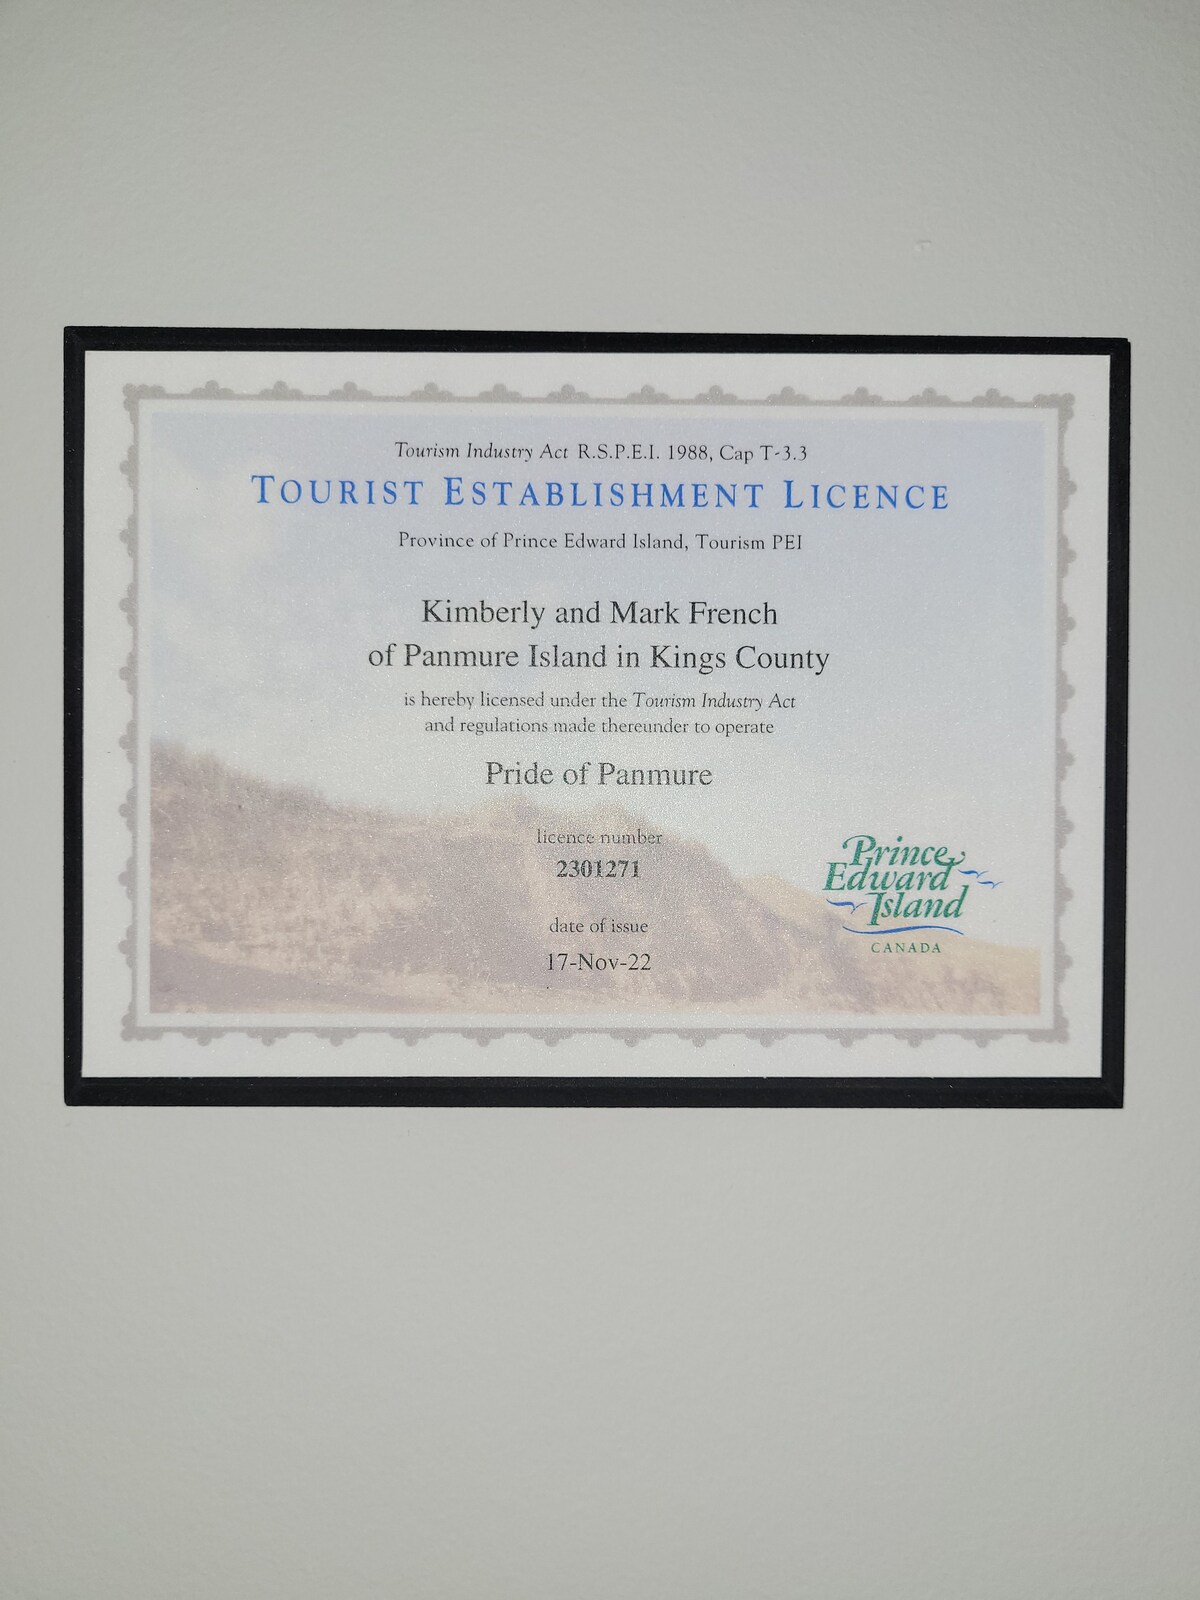 Tourism Industry Act R.S.P.E.I. 1988, Cap T-3.3
TOURIST ESTABLISHMENT LICENCE
Province of Prince Edward Island, Tourism PEI
Kimberly and Mark French
of Panmure Island in Kings County
is hereby licensed under the Tourism Industry Act
and regulations made thereunder to operate
Pride of Panmure
licence number
2301271
date of issue
17-Nov-22
Prince
Edward
Island
CANADA